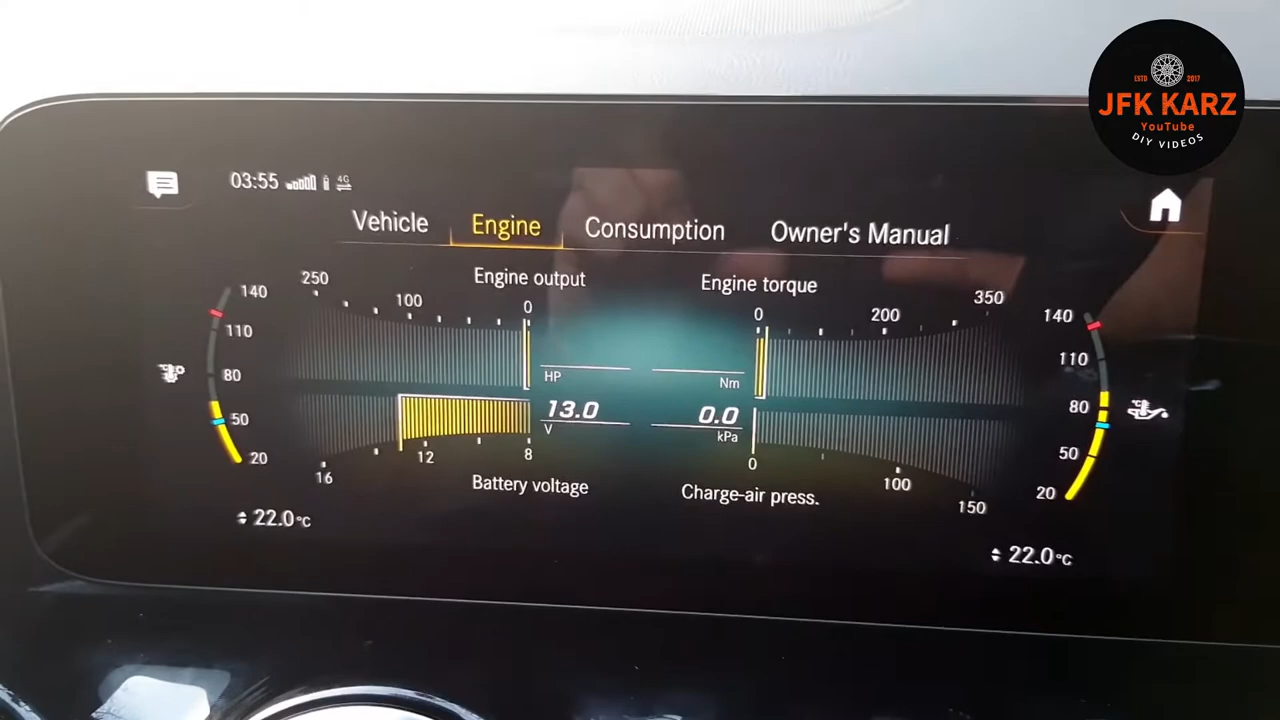 ESTD 2017
JFK KARZ
YouTube
DIY VIDEOS
03:55 4G
Vehicle Engine Consumption Owner's Manual
Engine output Engine torque
250 100 0 0 200 350
140 140
110 110
80 80
50 50
20 20
°C °C
HP Nm
13.0 0.0
V kPa
16 12 8 0 100 150
Battery voltage Charge-air press.
22.0°C 22.0°C